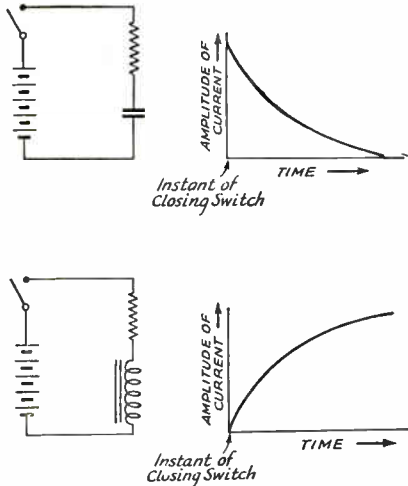 AMPLITUDE OF
CURRENT
TIME
Instant of
Closing Switch
AMPLITUDE OF
CURRENT
TIME
Instant of
Closing Switch